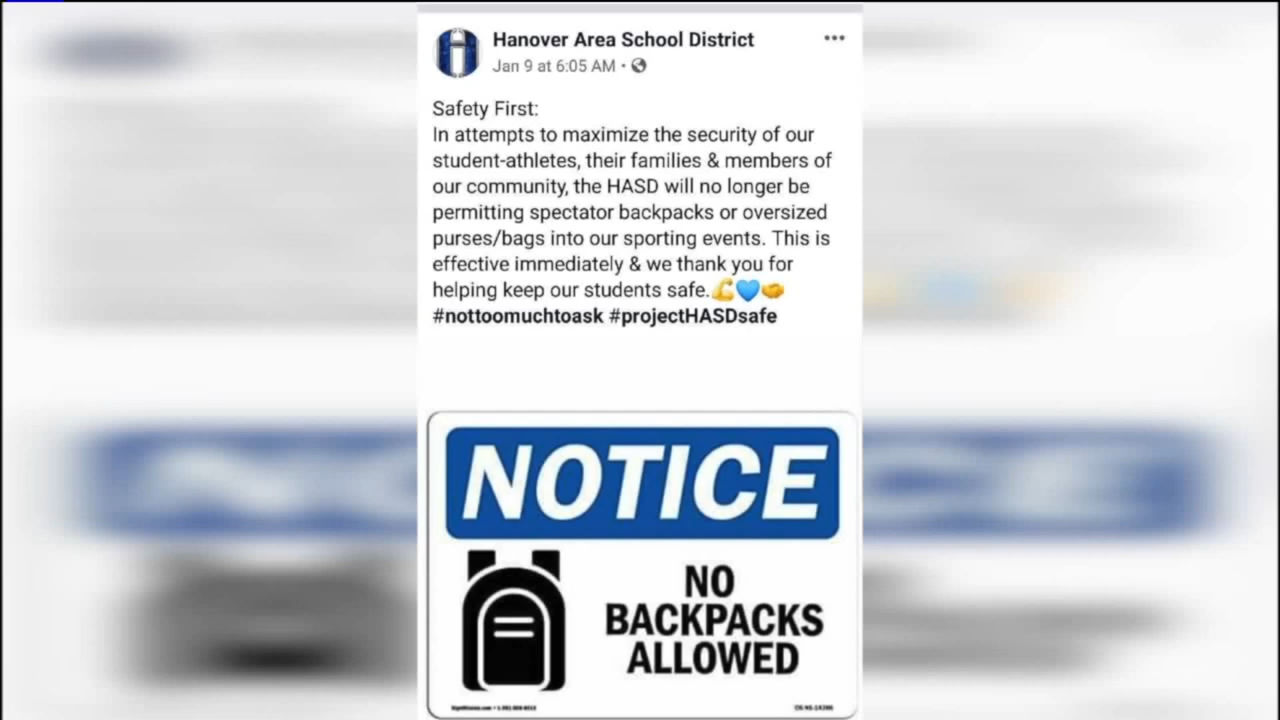 Hanover Area School District
Jan 9 at 6:05 AM •
Safety First:
In attempts to maximize the security of our
student-athletes, their families & members of
our community, the HASD will no longer be
permitting spectator backpacks or oversized
purses/bags into our sporting events. This is
effective immediately & we thank you for
helping keep our students safe.💪💙🤝
#nottoomuchtoask #projectHASDsafe
NOTICE
NO
BACKPACKS
ALLOWED